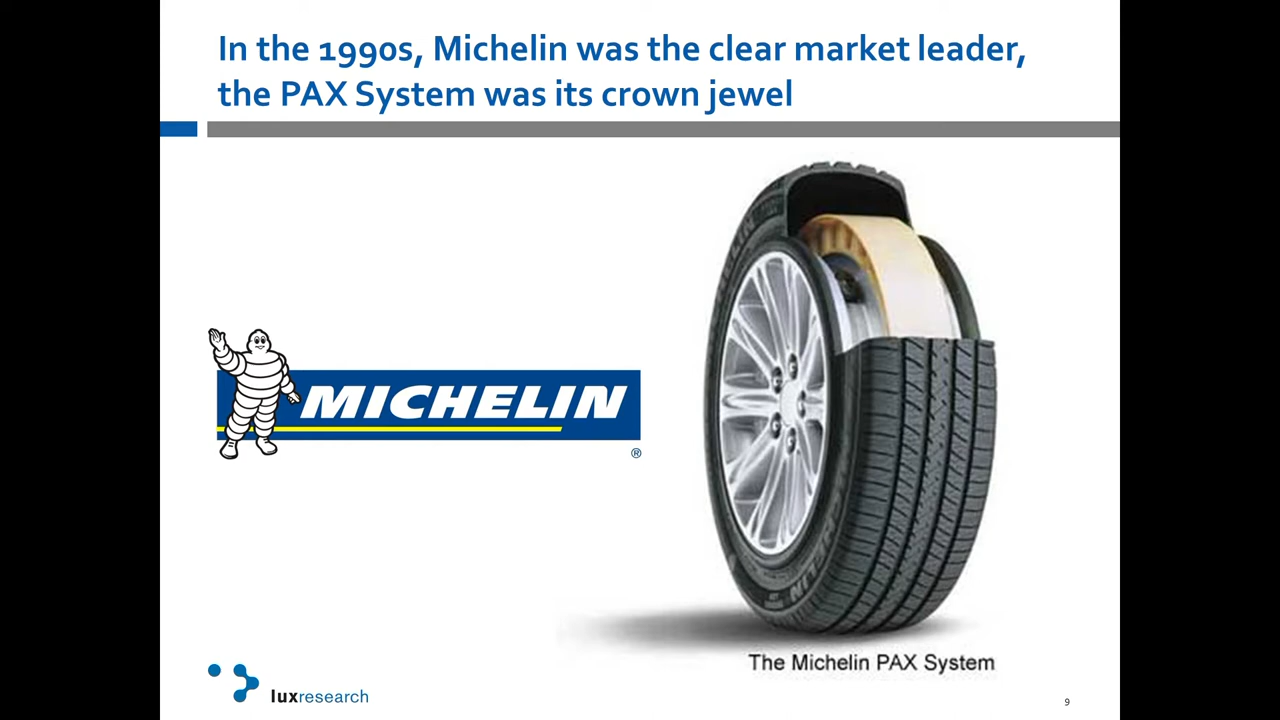 In the 1990s, Michelin was the clear market leader,
the PAX System was its crown jewel
MICHELIN
®
MICHELIN
The Michelin PAX System
luxresearch
9